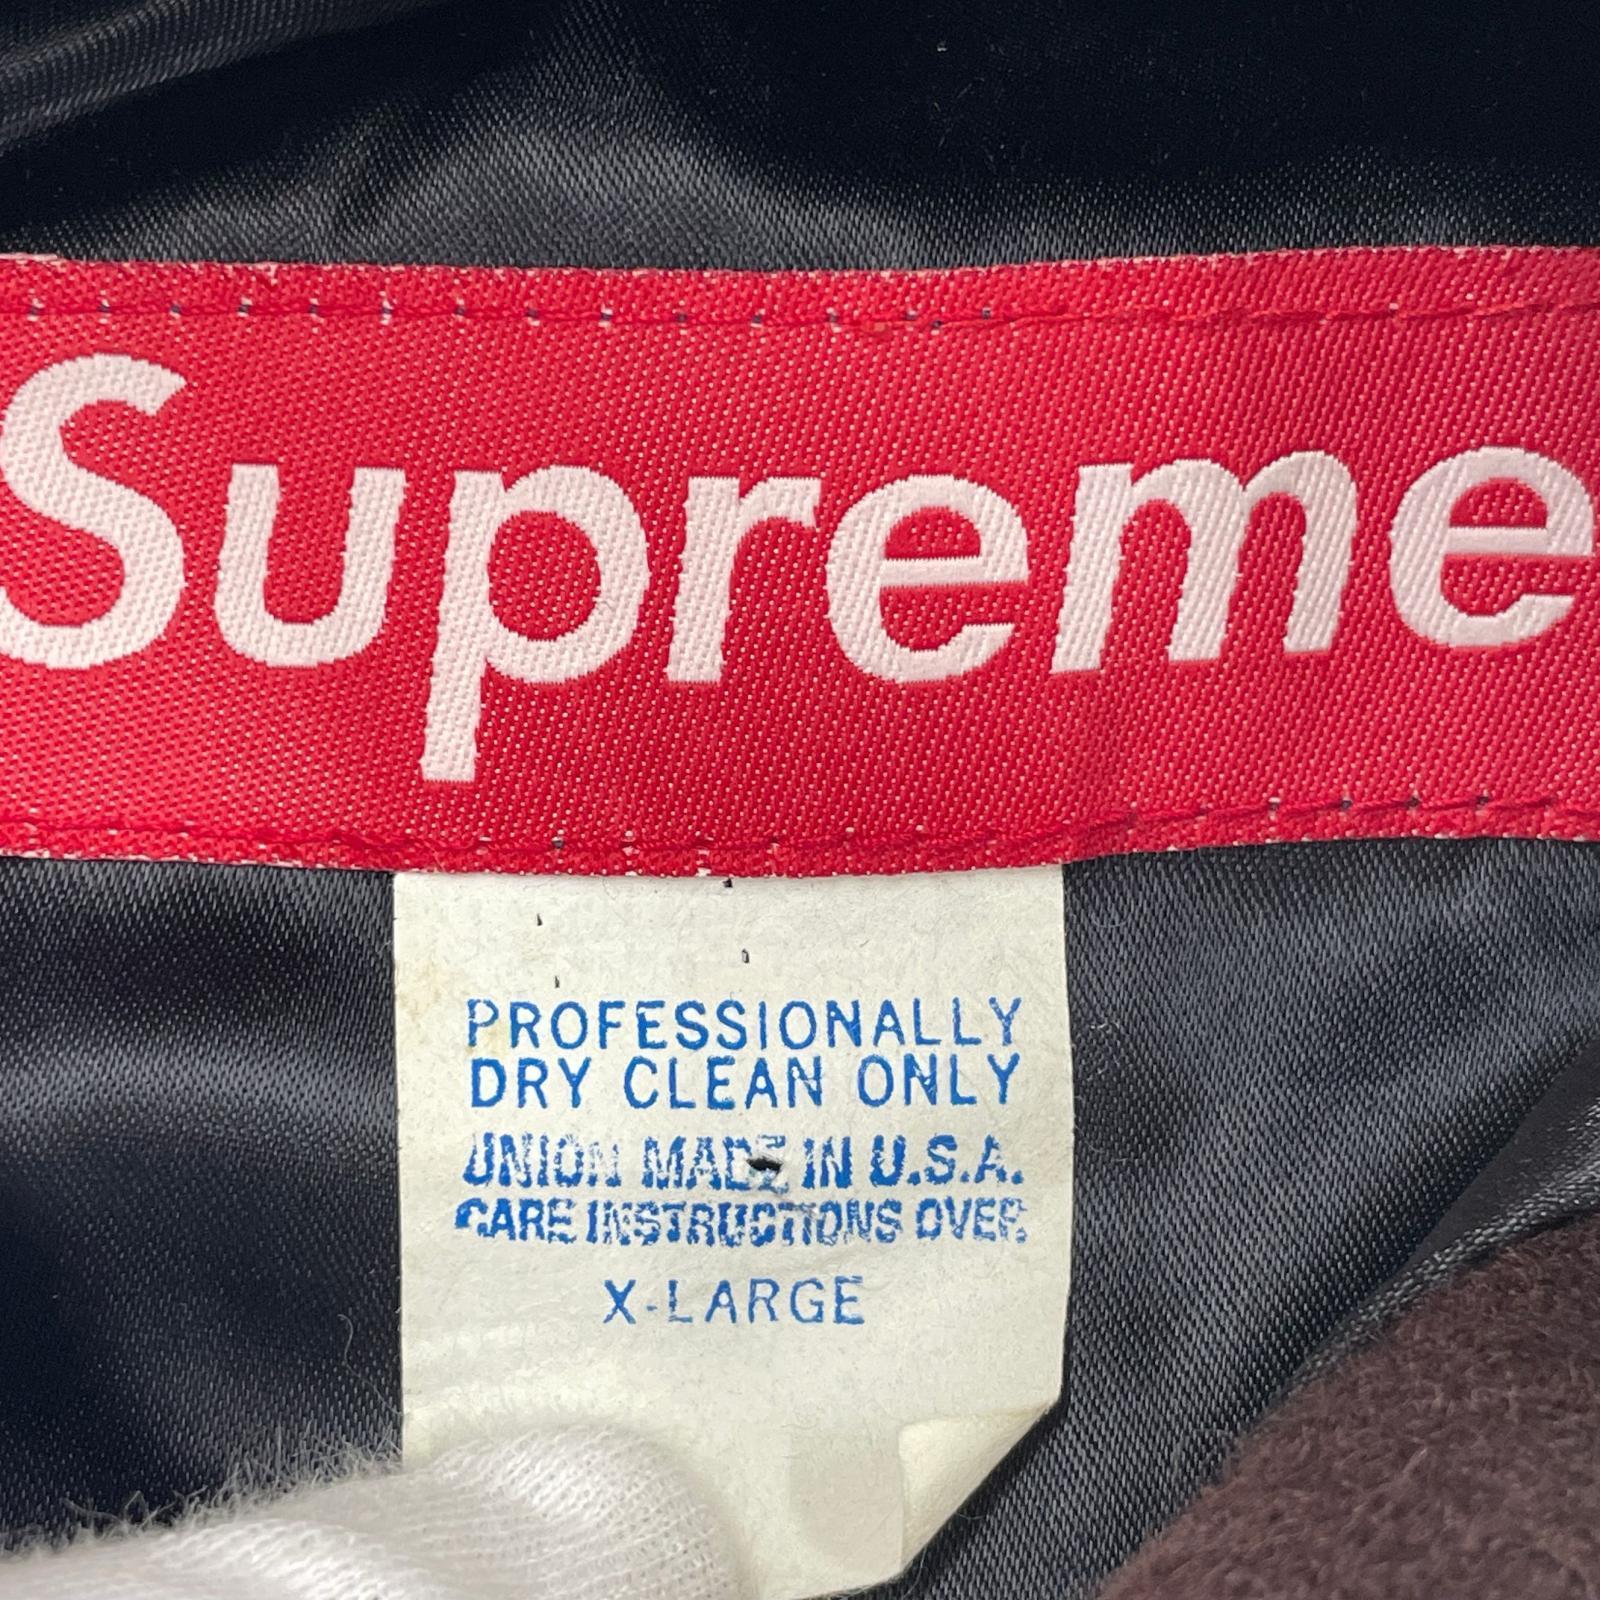 Supreme
PROFESSIONALLY
DRY CLEAN ONLY
UNION MADE IN U.S.A.
CARE INSTRUCTIONS OVER
X-LARGE